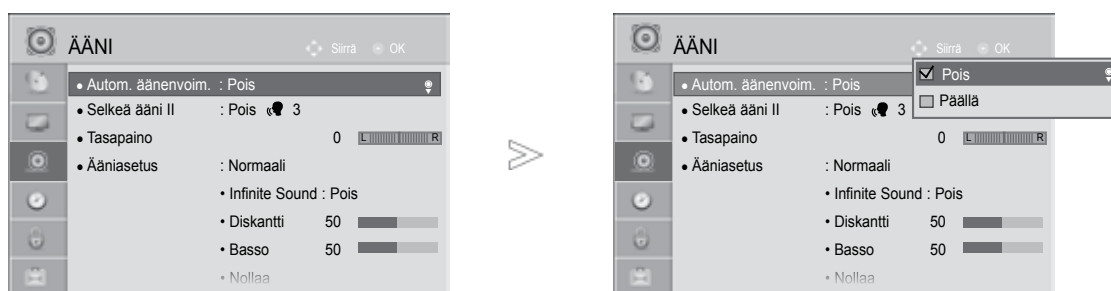 ÄÄNI
Siirrä OK
• Autom. äänenvoim. : Pois
• Selkeä ääni II : Pois 3
• Tasapaino 0 L R
• Ääniasetus : Normaali
• Infinite Sound : Pois
• Diskantti 50
• Basso 50
• Nollaa
ÄÄNI
Siirrä OK
• Autom. äänenvoim. : Pois
• Selkeä ääni II : Pois 3
• Tasapaino 0 L R
• Ääniasetus : Normaali
• Infinite Sound : Pois
• Diskantti 50
• Basso 50
• Nollaa
Pois
Päällä